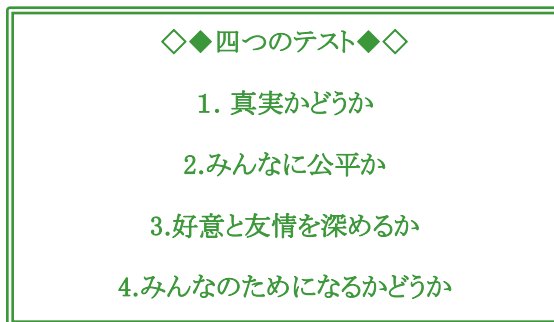 ◇◆四つのテスト◆◇
1. 真実かどうか
2.みんなに公平か
3.好意と友情を深めるか
4.みんなのためになるかどうか